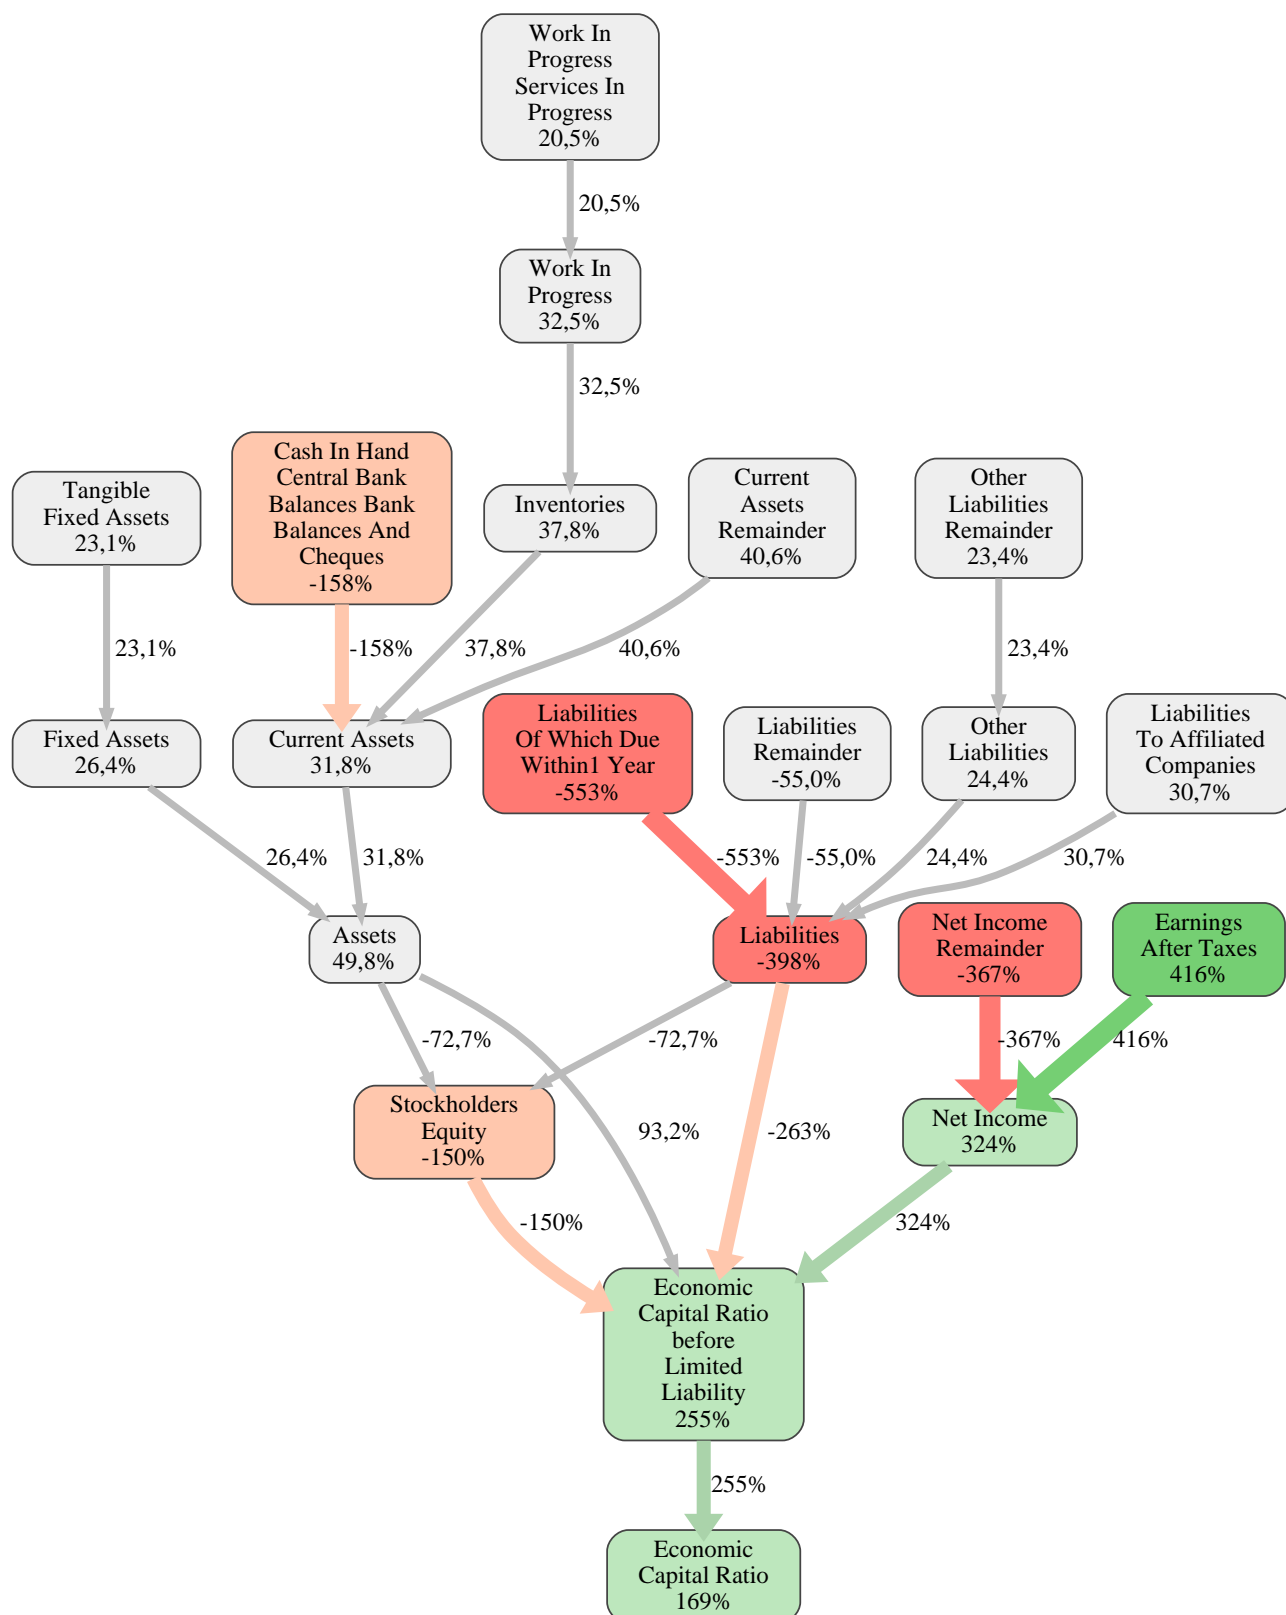 Work In
Progress
Services In
Progress
20,5%
20,5%
Work In
Progress
32,5%
32,5%
Cash In Hand
Central Bank
Balances Bank
Balances And
Cheques
-158%
Tangible
Fixed Assets
23,1%
Inventories
37,8%
Current
Assets
Remainder
40,6%
Other
Liabilities
Remainder
23,4%
23,1%
-158%
37,8%
40,6%
23,4%
Fixed Assets
26,4%
Current Assets
31,8%
Liabilities
Of Which Due
Within1 Year
-553%
Liabilities
Remainder
-55,0%
Other
Liabilities
24,4%
Liabilities
To Affiliated
Companies
30,7%
26,4%
31,8%
-553%
-55,0%
24,4%
30,7%
Assets
49,8%
Liabilities
-398%
Net Income
Remainder
-367%
Earnings
After Taxes
416%
-72,7%
-72,7%
-367%
416%
Stockholders
Equity
-150%
93,2%
-263%
Net Income
324%
-150%
324%
Economic
Capital Ratio
before
Limited
Liability
255%
255%
Economic
Capital Ratio
169%